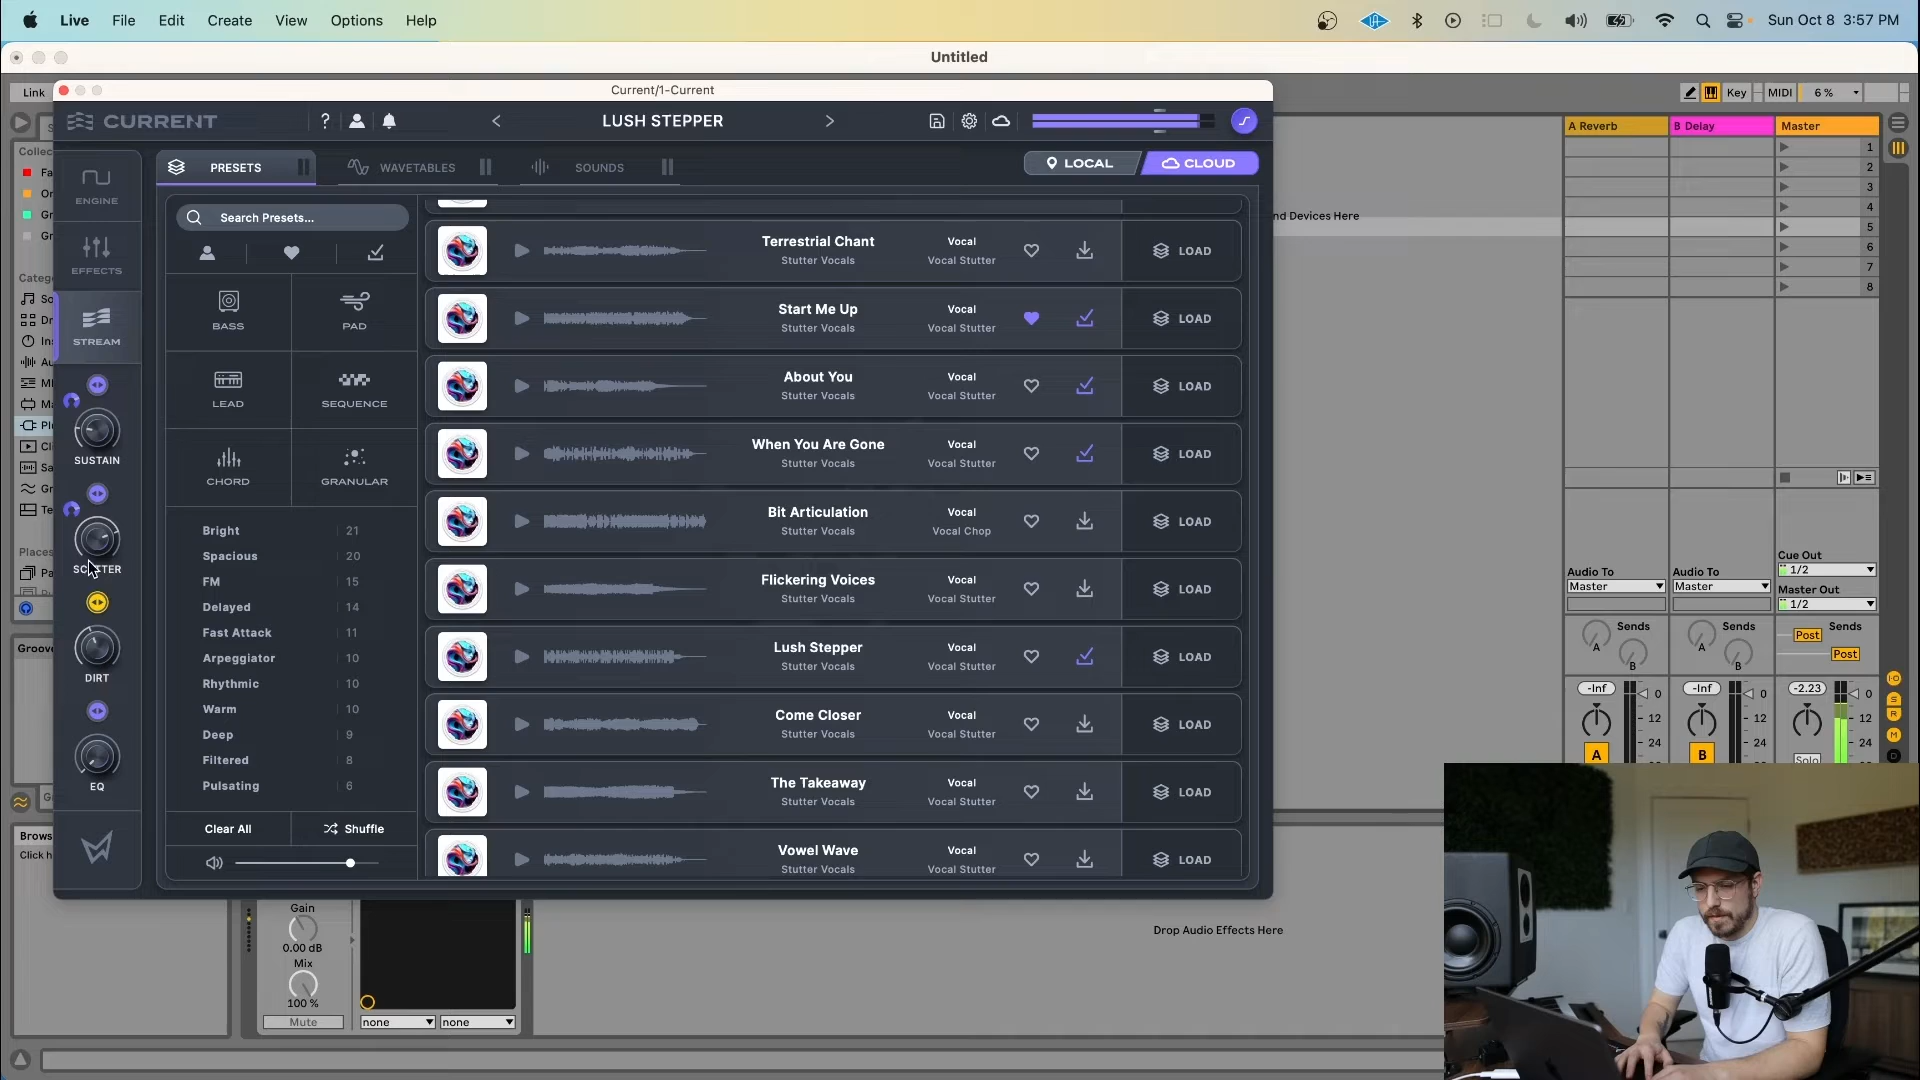 Live File Edit Create View Options Help
Sun Oct 8 3:57 PM
Untitled
Link
Current/1-Current
Key MIDI 6 %
CURRENT
?
LUSH STEPPER
PRESETS
WAVETABLES
SOUNDS
LOCAL
CLOUD
ENGINE
EFFECTS
STREAM
SUSTAIN
DIRT
EQ
Search Presets...
BASS
PAD
LEAD
SEQUENCE
CHORD
GRANULAR
Bright 21
Spacious 20
FM 15
Delayed 14
Fast Attack 11
Arpeggiator 10
Rhythmic 10
Warm 10
Deep 9
Filtered 8
Pulsating 6
Clear All
Shuffle
Terrestrial Chant Vocal
Stutter Vocals Vocal Stutter
LOAD
Start Me Up Vocal
Stutter Vocals Vocal Stutter
LOAD
About You Vocal
Stutter Vocals Vocal Stutter
LOAD
When You Are Gone Vocal
Stutter Vocals Vocal Stutter
LOAD
Bit Articulation Vocal
Stutter Vocals Vocal Chop
LOAD
Flickering Voices Vocal
Stutter Vocals Vocal Stutter
LOAD
Lush Stepper Vocal
Stutter Vocals Vocal Stutter
LOAD
Come Closer Vocal
Stutter Vocals Vocal Stutter
LOAD
The Takeaway Vocal
Stutter Vocals Vocal Stutter
LOAD
Vowel Wave Vocal
Stutter Vocals Vocal Stutter
LOAD
nd Devices Here
A Reverb
B Delay
Master
1
2
3
4
5
6
7
8
Cue Out
1/2
Audio To
Master
Audio To
Master
Master Out
1/2
Sends
A
B
Sends
A
B
Sends
Post
Post
-Inf
0
12
24
A
-Inf
0
12
24
B
-2.23
0
12
24
Solo
Places
Groov
Brows
Click h
Gain
0.00 dB
Mix
100 %
Mute
none
none
Drop Audio Effects Here